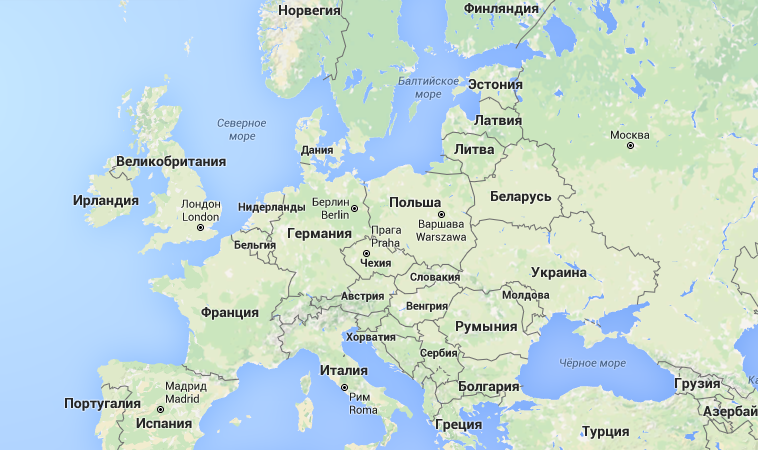 Норвегия
Финляндия
Балтийское
море
Эстония
Северное
море
Латвия
Москва
Дания
Литва
Великобритания
Ирландия
Лондон
London
Нидерланды
Берлин
Berlin
Польша
Беларусь
Варшава
Warszawa
Германия
Прага
Praha
Бельгия
Чехия
Украина
Словакия
Австрия
Молдова
Венгрия
Франция
Румыния
Хорватия
Сербия
Чёрное море
Италия
Мадрид
Madrid
Болгария
Грузия
Ка
Португалия
Рим
Roma
Азербай
Испания
Греция
Турция